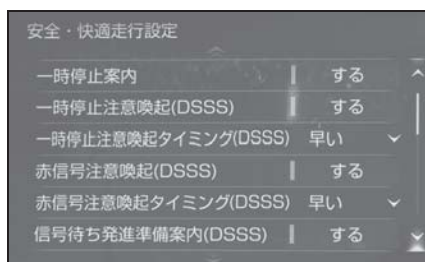 安全・快適走行設定
一時停止案内 する
一時停止注意喚起(DSSS) する
一時停止注意喚起タイミング(DSSS) 早い
赤信号注意喚起(DSSS) する
赤信号注意喚起タイミング(DSSS) 早い
信号待ち発進準備案内(DSSS) する